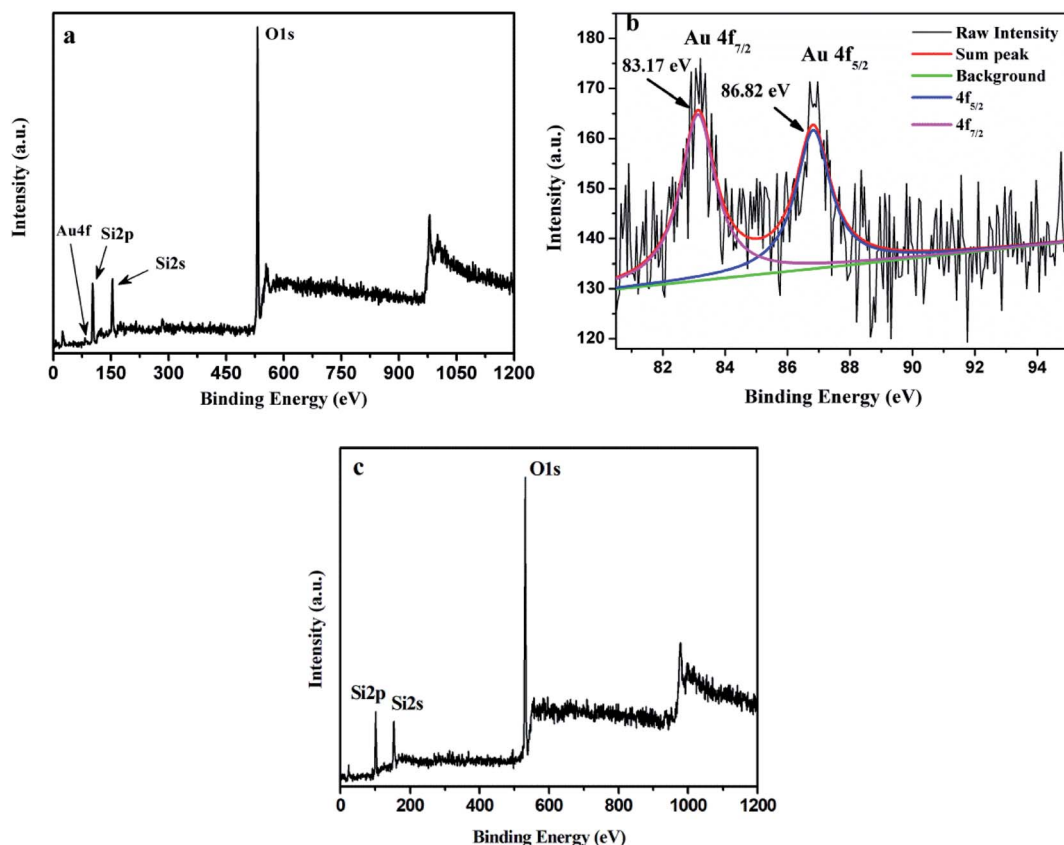 a
O1s
Au4f
Si2p
Si2s
Intensity (a.u.)
0 150 300 450 600 750 900 1050 1200
Binding Energy (eV)
b
Au 4f7/2
Au 4f5/2
83.17 eV
86.82 eV
Raw Intensity
Sum peak
Background
4f5/2
4f7/2
180
170
160
150
140
130
120
Intensity (a.u.)
82 84 86 88 90 92 94
Binding Energy (eV)
c
O1s
Si2p
Si2s
Intensity (a.u.)
0 200 400 600 800 1000 1200
Binding Energy (eV)